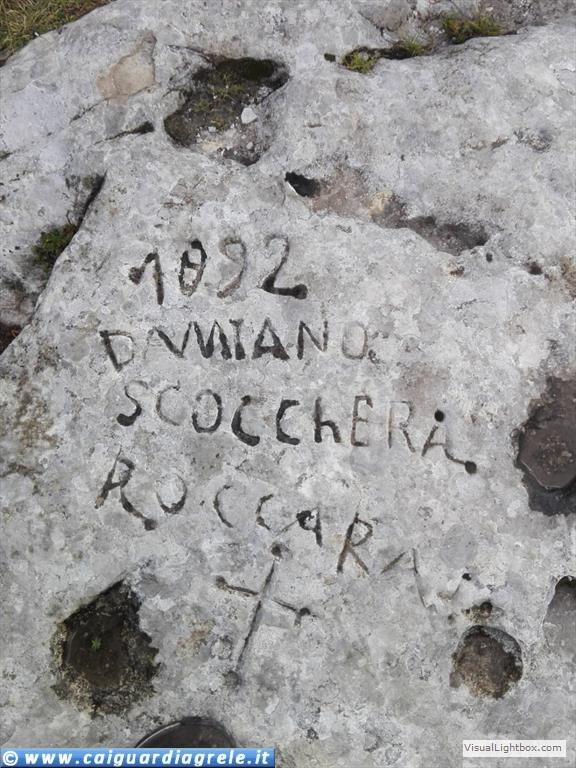 1892
DAMIANO
SCOCChERA
ROCCARA
© www.caiguardiagrele.it
VisualLightbox.com